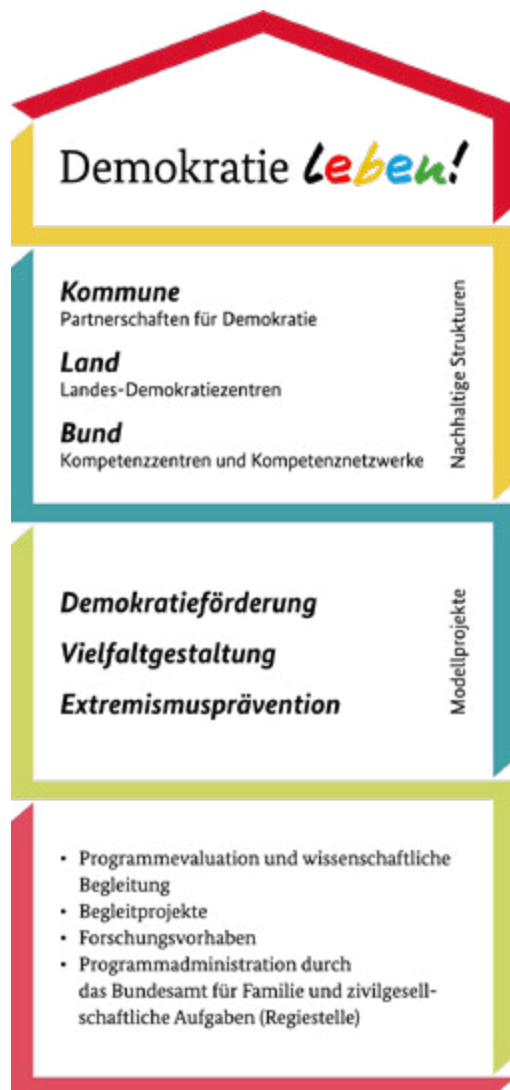 Demokratie Leben!
Kommune
Partnerschaften für Demokratie
Land
Landes-Demokratiezentren
Bund
Kompetenzzentren und Kompetenznetzwerke
Nachhaltige Strukturen
Demokratieförderung
Vielfaltgestaltung
Extremismusprävention
Modellprojekte
• Programmevaluation und wissenschaftliche
Begleitung
• Begleitprojekte
• Forschungsvorhaben
• Programmadministration durch
das Bundesamt für Familie und zivilgesell-
schaftliche Aufgaben (Regiestelle)